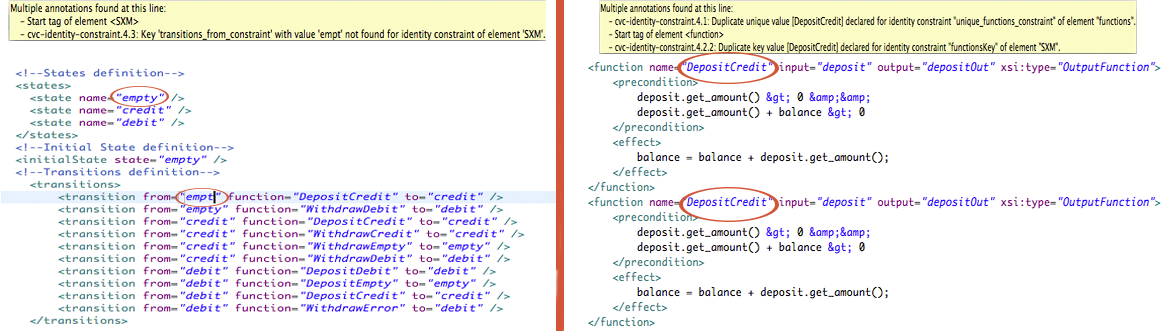 Multiple annotations found at this line:
- Start tag of element <SXM>
- cvc-identity-constraint.4.3: Key 'transitions_from_constraint' with value 'empt' not found for identity constraint of element 'SXM'.
<!--States definition-->
<states>
<state name="empty" />
<state name="credit" />
<state name="debit" />
</states>
<!--Initial State definition-->
<initialState state="empty" />
<!--Transitions definition-->
<transitions>
<transition from="empt" function="DepositCredit" to="credit" />
<transition from="empty" function="WithdrawDebit" to="debit" />
<transition from="credit" function="DepositCredit" to="credit" />
<transition from="credit" function="WithdrawCredit" to="credit" />
<transition from="credit" function="WithdrawEmpty" to="empty" />
<transition from="credit" function="WithdrawDebit" to="debit" />
<transition from="debit" function="DepositDebit" to="debit" />
<transition from="debit" function="DepositEmpty" to="empty" />
<transition from="debit" function="DepositCredit" to="credit" />
<transition from="debit" function="WithdrawError" to="debit" />
</transitions>
Multiple annotations found at this line:
- cvc-identity-constraint.4.1: Duplicate unique value [DepositCredit] declared for identity constraint "unique_functions_constraint" of element "functions".
- Start tag of element <function>
- cvc-identity-constraint.4.2.2: Duplicate key value [DepositCredit] declared for identity constraint "functionsKey" of element "SXM".
<function name="DepositCredit" input="deposit" output="depositOut" xsi:type="OutputFunction">
<precondition>
deposit.get_amount() &gt; 0 &amp;&amp;
deposit.get_amount() + balance &gt; 0
</precondition>
<effect>
balance = balance + deposit.get_amount();
</effect>
</function>
<function name="DepositCredit" input="deposit" output="depositOut" xsi:type="OutputFunction">
<precondition>
deposit.get_amount() &gt; 0 &amp;&amp;
deposit.get_amount() + balance &gt; 0
</precondition>
<effect>
balance = balance + deposit.get_amount();
</effect>
</function>